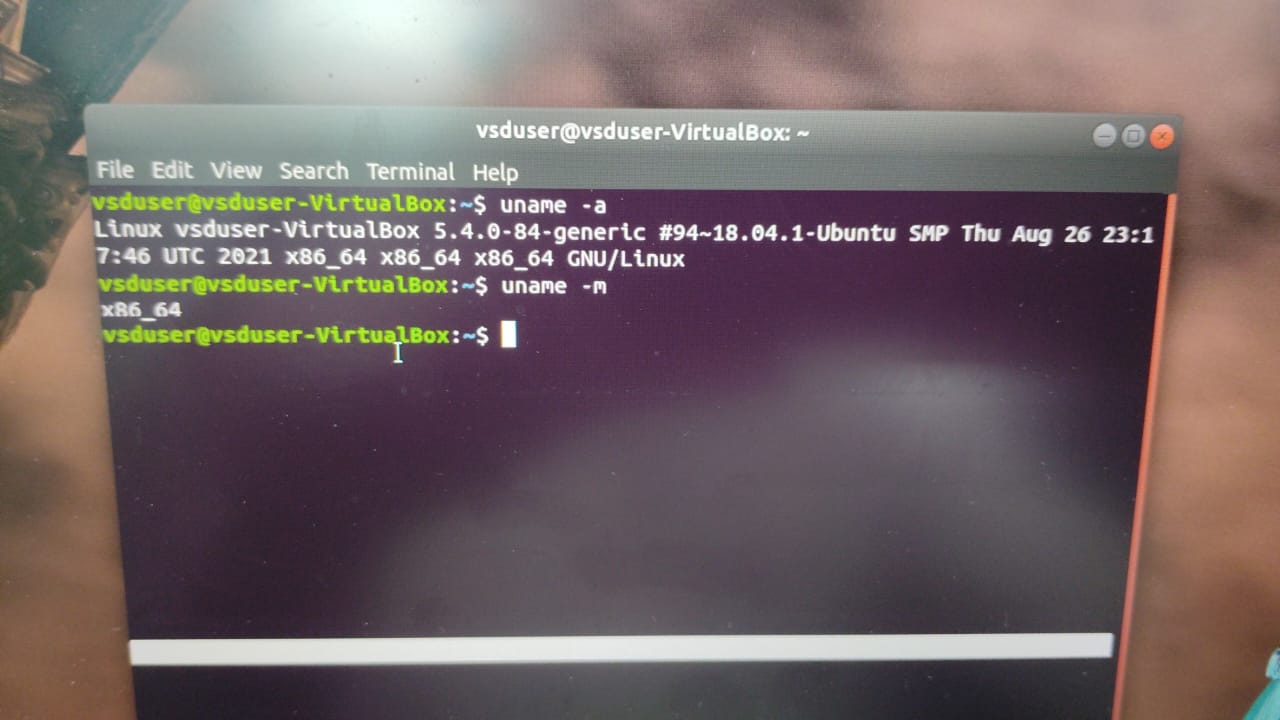 vsduser@vsduser-VirtualBox: ~
File Edit View Search Terminal Help
vsduser@vsduser-VirtualBox:~$ uname -a
Linux vsduser-VirtualBox 5.4.0-84-generic #94~18.04.1-Ubuntu SMP Thu Aug 26 23:1
7:46 UTC 2021 x86_64 x86_64 x86_64 GNU/Linux
vsduser@vsduser-VirtualBox:~$ uname -m
x86_64
vsduser@vsduser-VirtualBox:~$